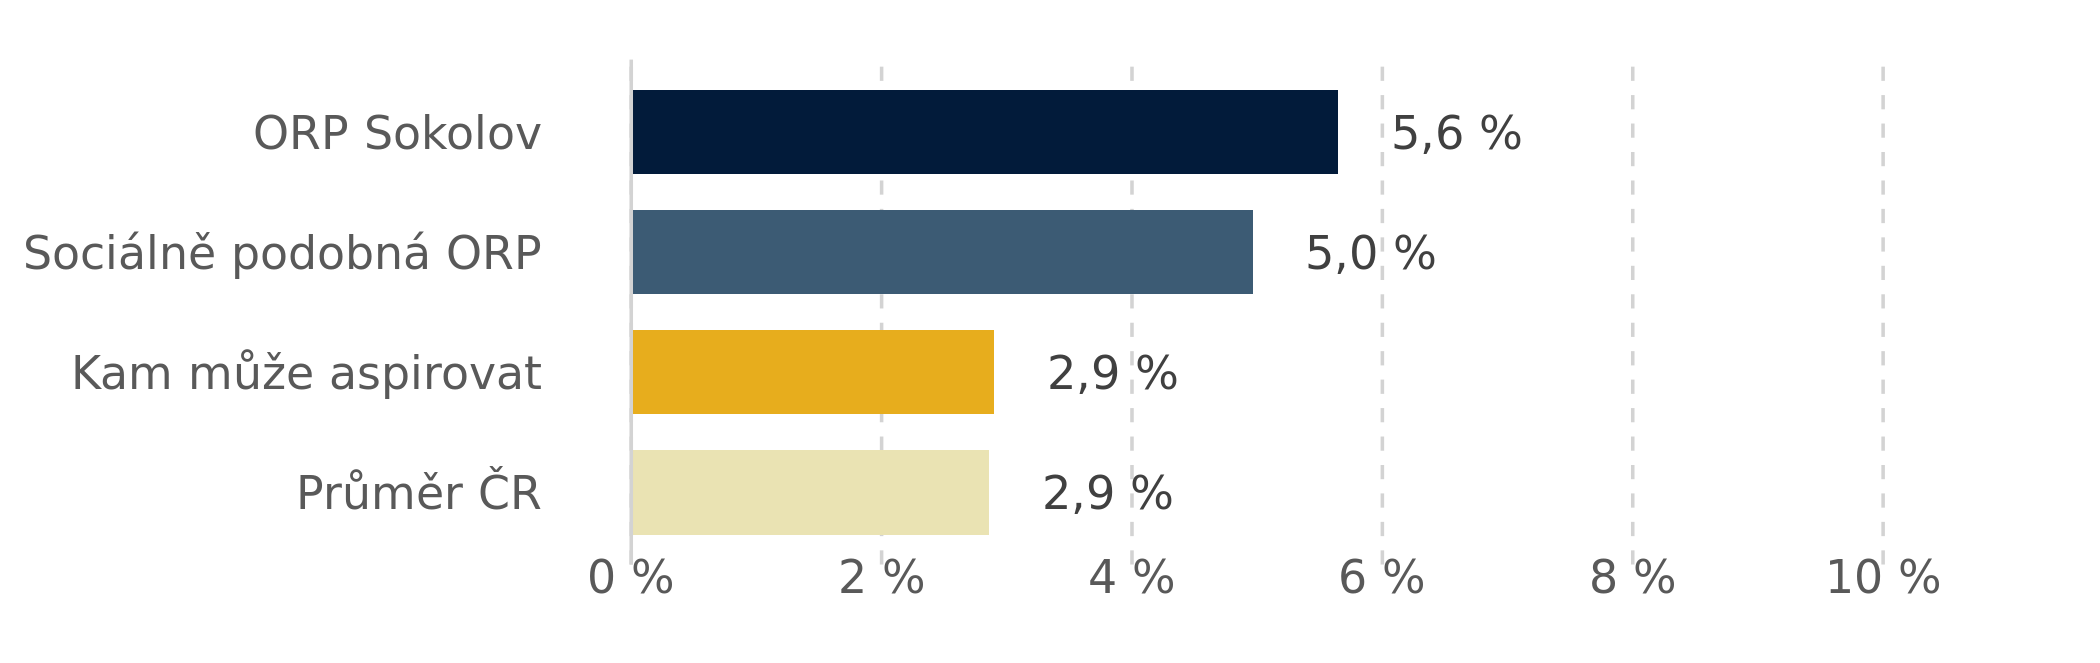 ORP Sokolov 5,6 %
Sociálně podobná ORP 5,0 %
Kam může aspirovat 2,9 %
Průměr ČR 2,9 %
0 % 2 % 4 % 6 % 8 % 10 %